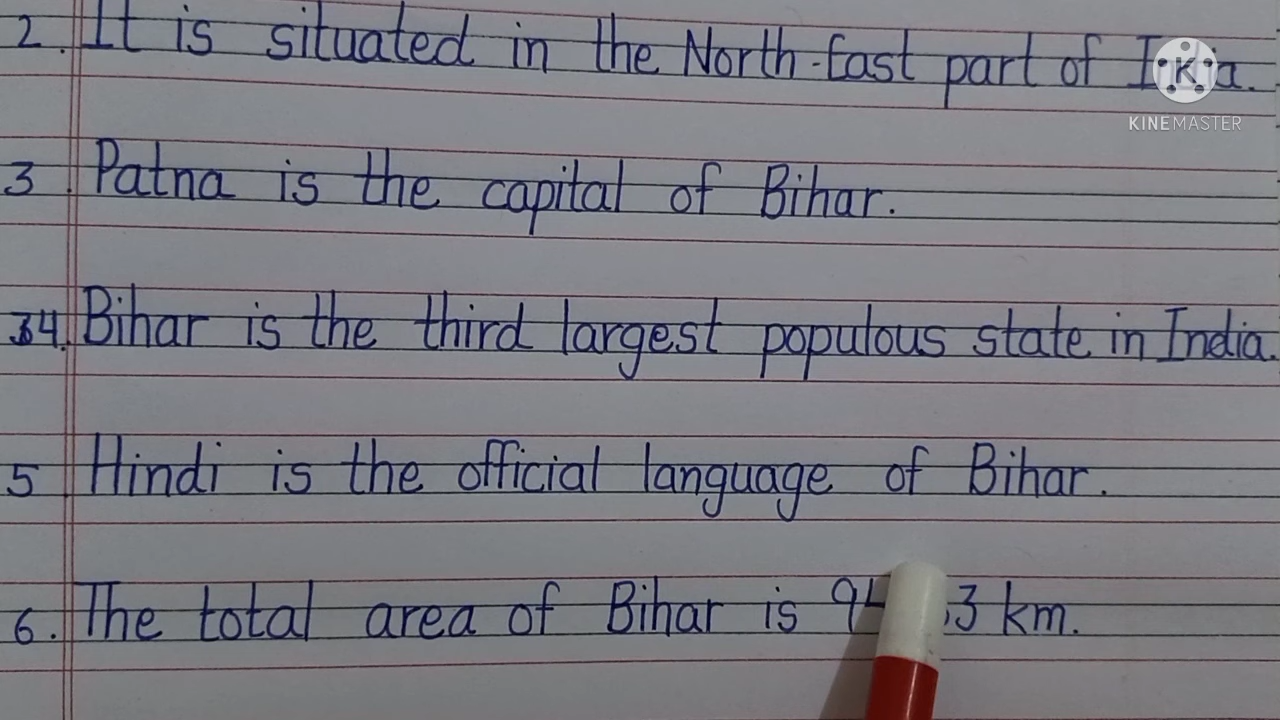 2. It is situated in the North-East part of India.
KINEMASTER
3. Patna is the capital of Bihar.
34. Bihar is the third largest populous state in India.
5. Hindi is the official language of Bihar.
6. The total area of Bihar is km.